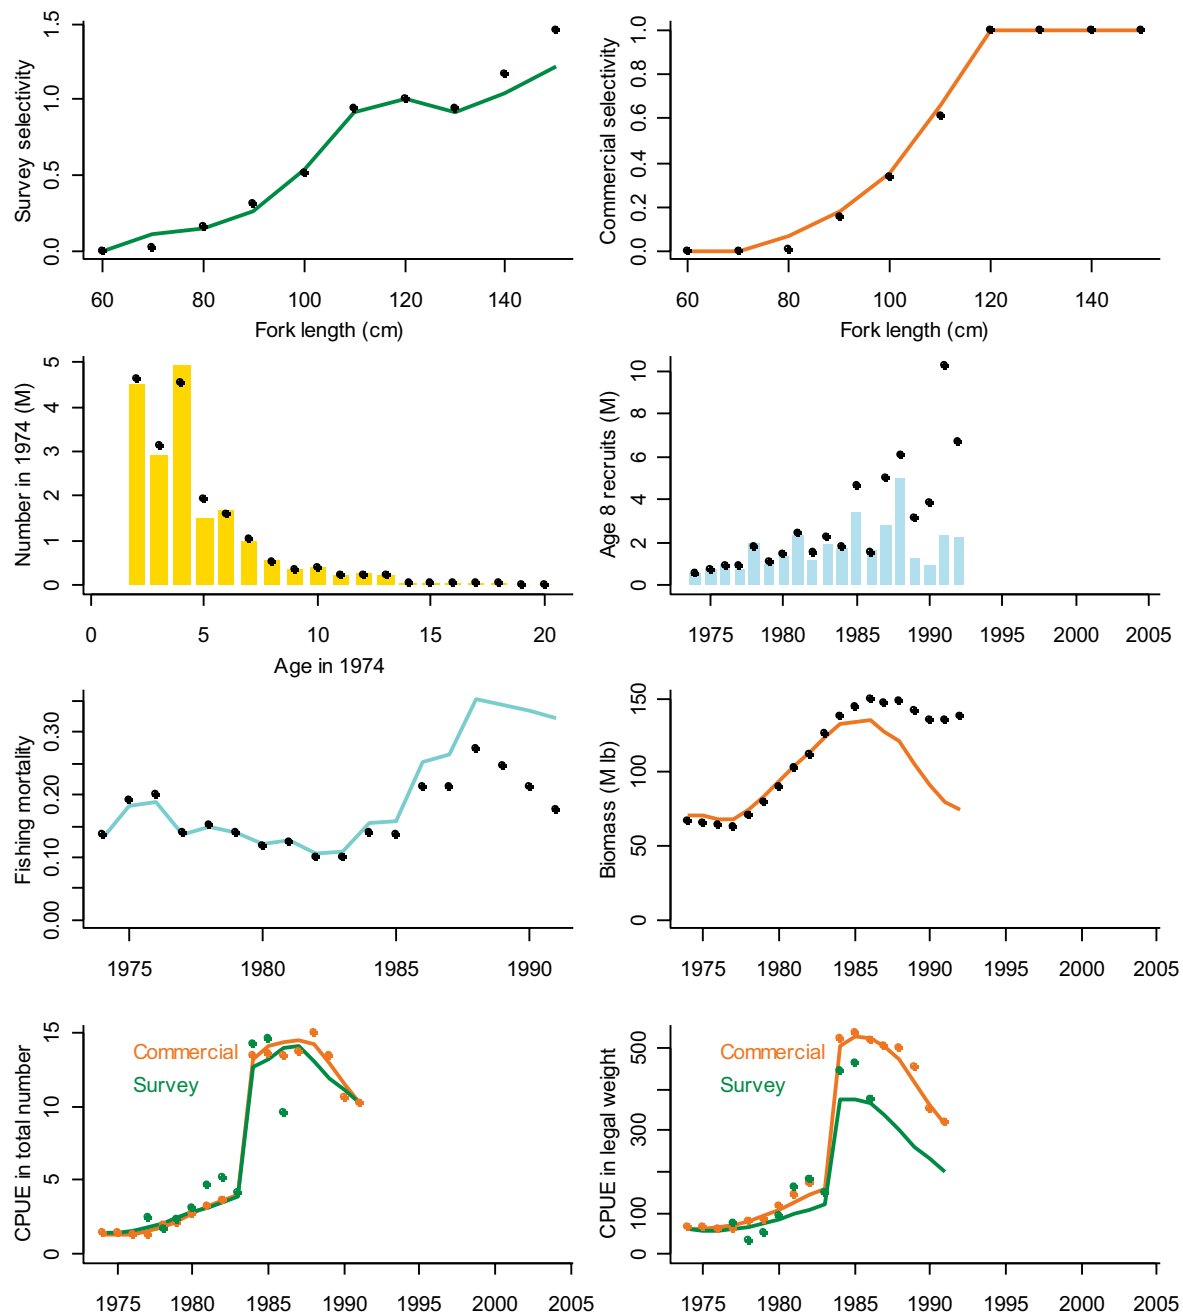 Survey selectivity
0.0 0.5 1.0 1.5
60 80 100 120 140
Fork length (cm)
Commercial selectivity
0.0 0.2 0.4 0.6 0.8 1.0
60 80 100 120 140
Fork length (cm)
Number in 1974 (M)
0 1 2 3 4 5
0 5 10 15 20
Age in 1974
Age 8 recruits (M)
0 2 4 6 8 10
1975 1980 1985 1990 1995 2000 2005
Fishing mortality
0.00 0.10 0.20 0.30
1975 1980 1985 1990
Biomass (M lb)
0 50 100 150
1975 1980 1985 1990 1995 2000 2005
CPUE in total number
0 5 10 15
Commercial
Survey
1975 1980 1985 1990 1995 2000 2005
CPUE in legal weight
0 100 300 500
Commercial
Survey
1975 1980 1985 1990 1995 2000 2005